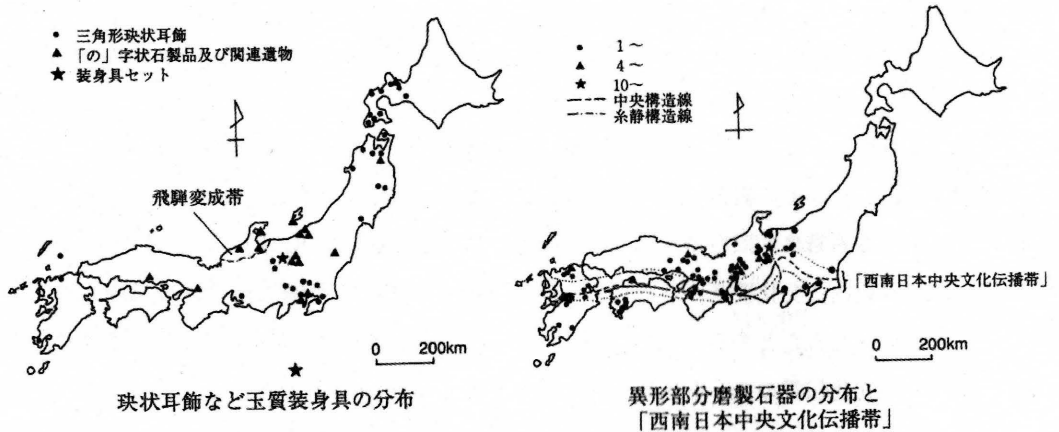 ● 三角形玦状耳飾
▲ 「の」字状石製品及び関連遺物
★ 装身具セット
飛騨変成帯
0 200km
玦状耳飾など玉質装身具の分布
● 1〜
▲ 4〜
★ 10〜
中央構造線
糸静構造線
「西南日本中央文化伝播帯」
0 200km
異形部分磨製石器の分布と
「西南日本中央文化伝播帯」